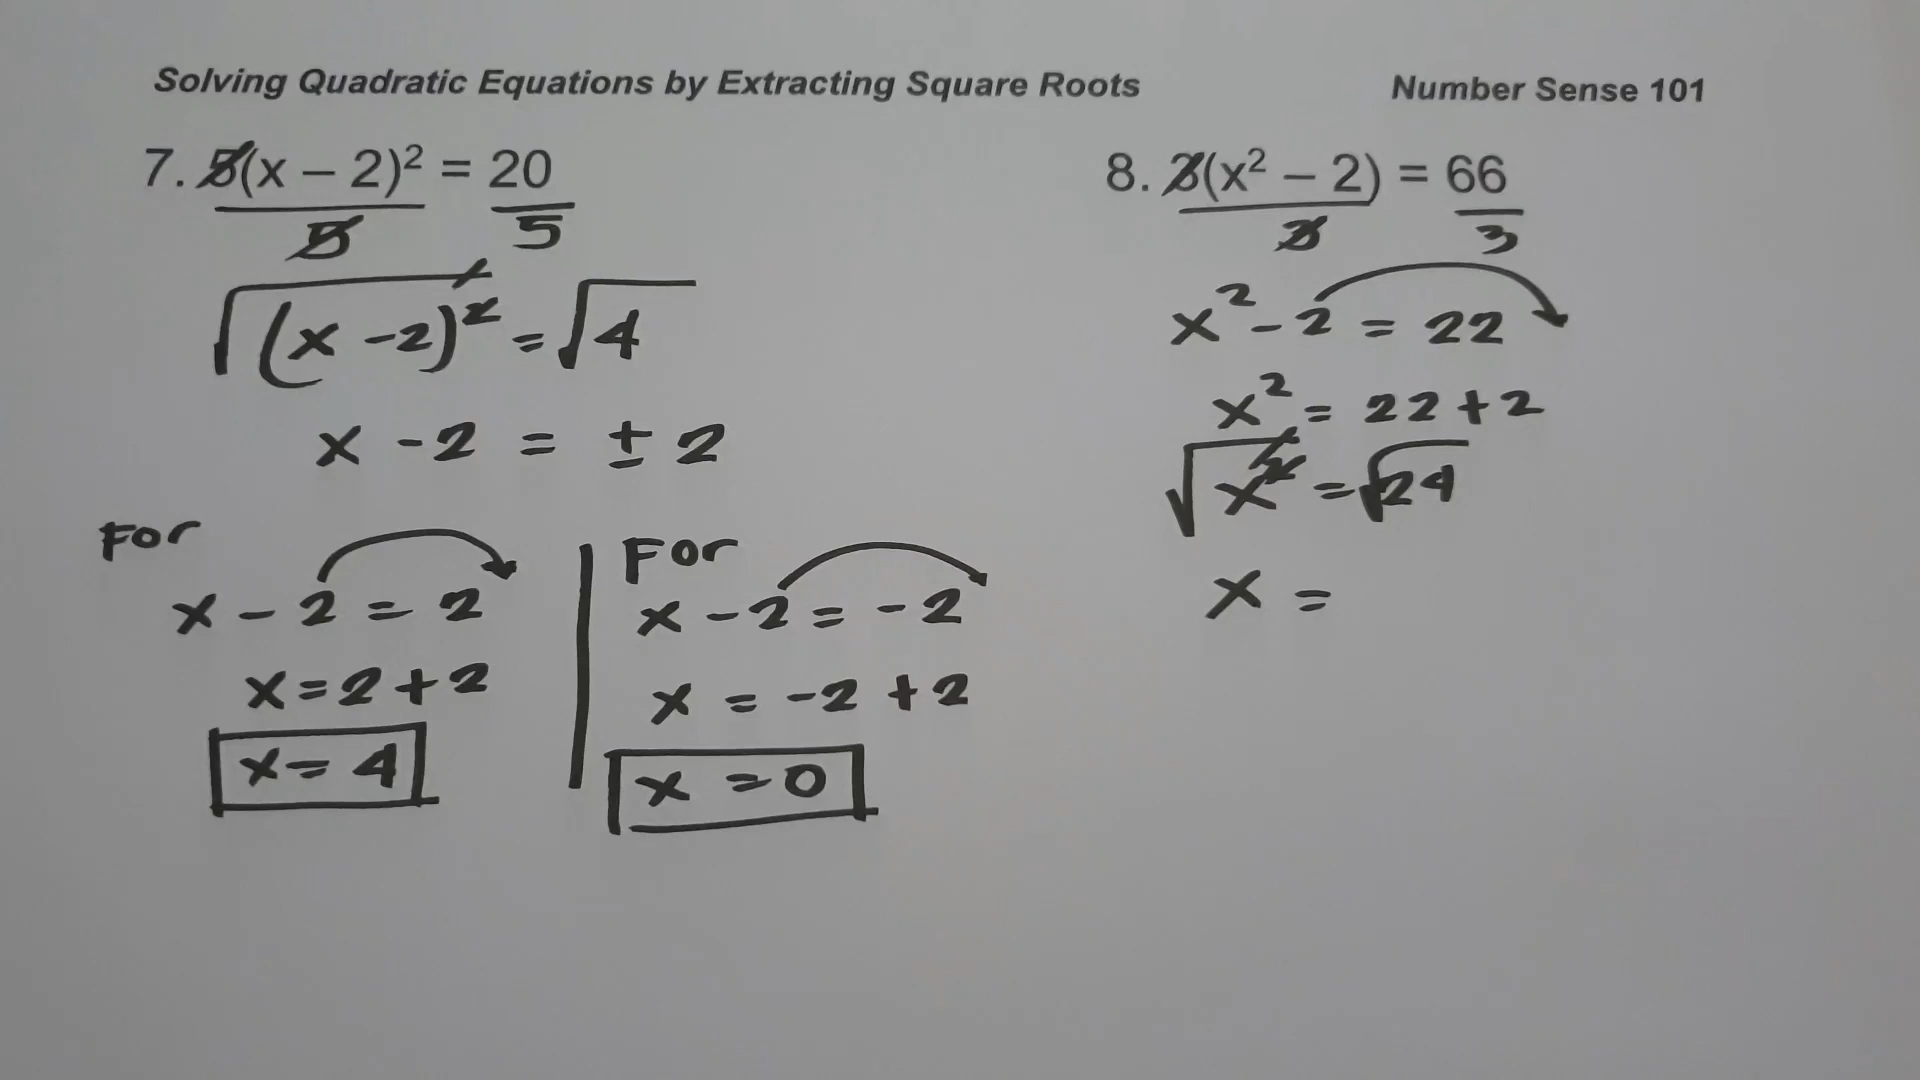 Solving Quadratic Equations by Extracting Square Roots
Number Sense 101
7. 5(x – 2)² = 20
5 5
√(x - 2)² = √4
x - 2 = ± 2
For
x - 2 = 2
x = 2 + 2
x = 4
For
x - 2 = - 2
x = - 2 + 2
x = 0
8. 3(x² – 2) = 66
3 3
x² - 2 = 22
x² = 22 + 2
√x² = √24
x =